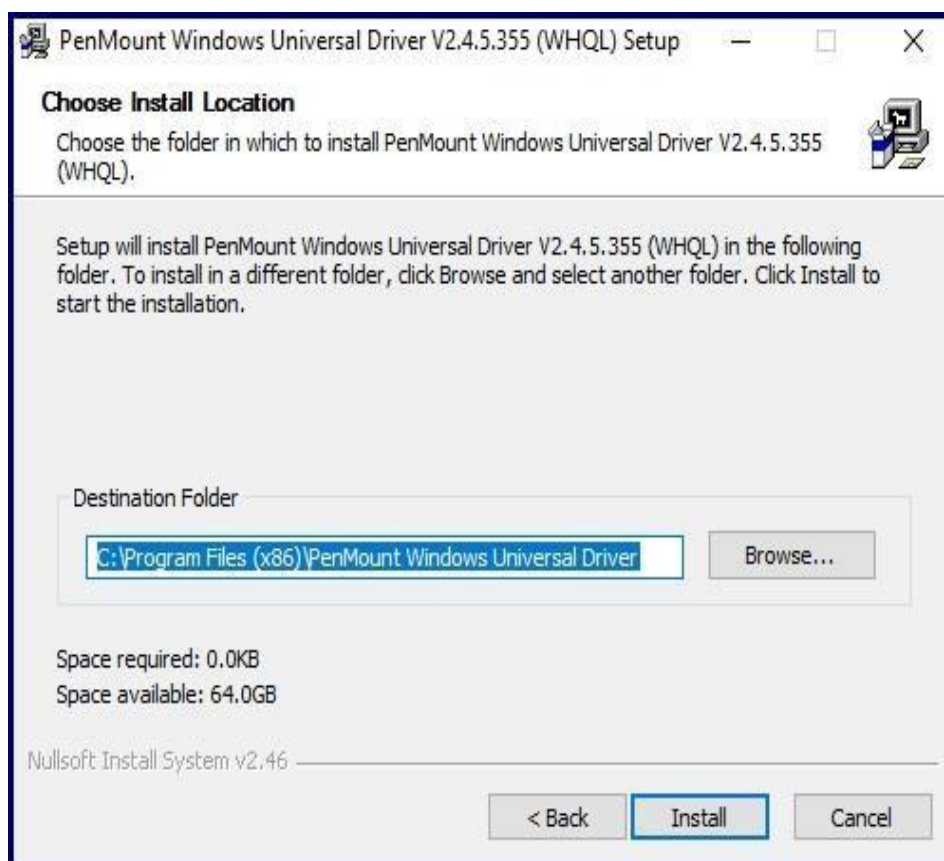 PenMount Windows Universal Driver V2.4.5.355 (WHQL) Setup
Choose Install Location
Choose the folder in which to install PenMount Windows Universal Driver V2.4.5.355
(WHQL).
Setup will install PenMount Windows Universal Driver V2.4.5.355 (WHQL) in the following
folder. To install in a different folder, click Browse and select another folder. Click Install to
start the installation.
Destination Folder
C:\Program Files (x86)\PenMount Windows Universal Driver
Browse...
Space required: 0.0KB
Space available: 64.0GB
Nullsoft Install System v2.46
< Back
Install
Cancel